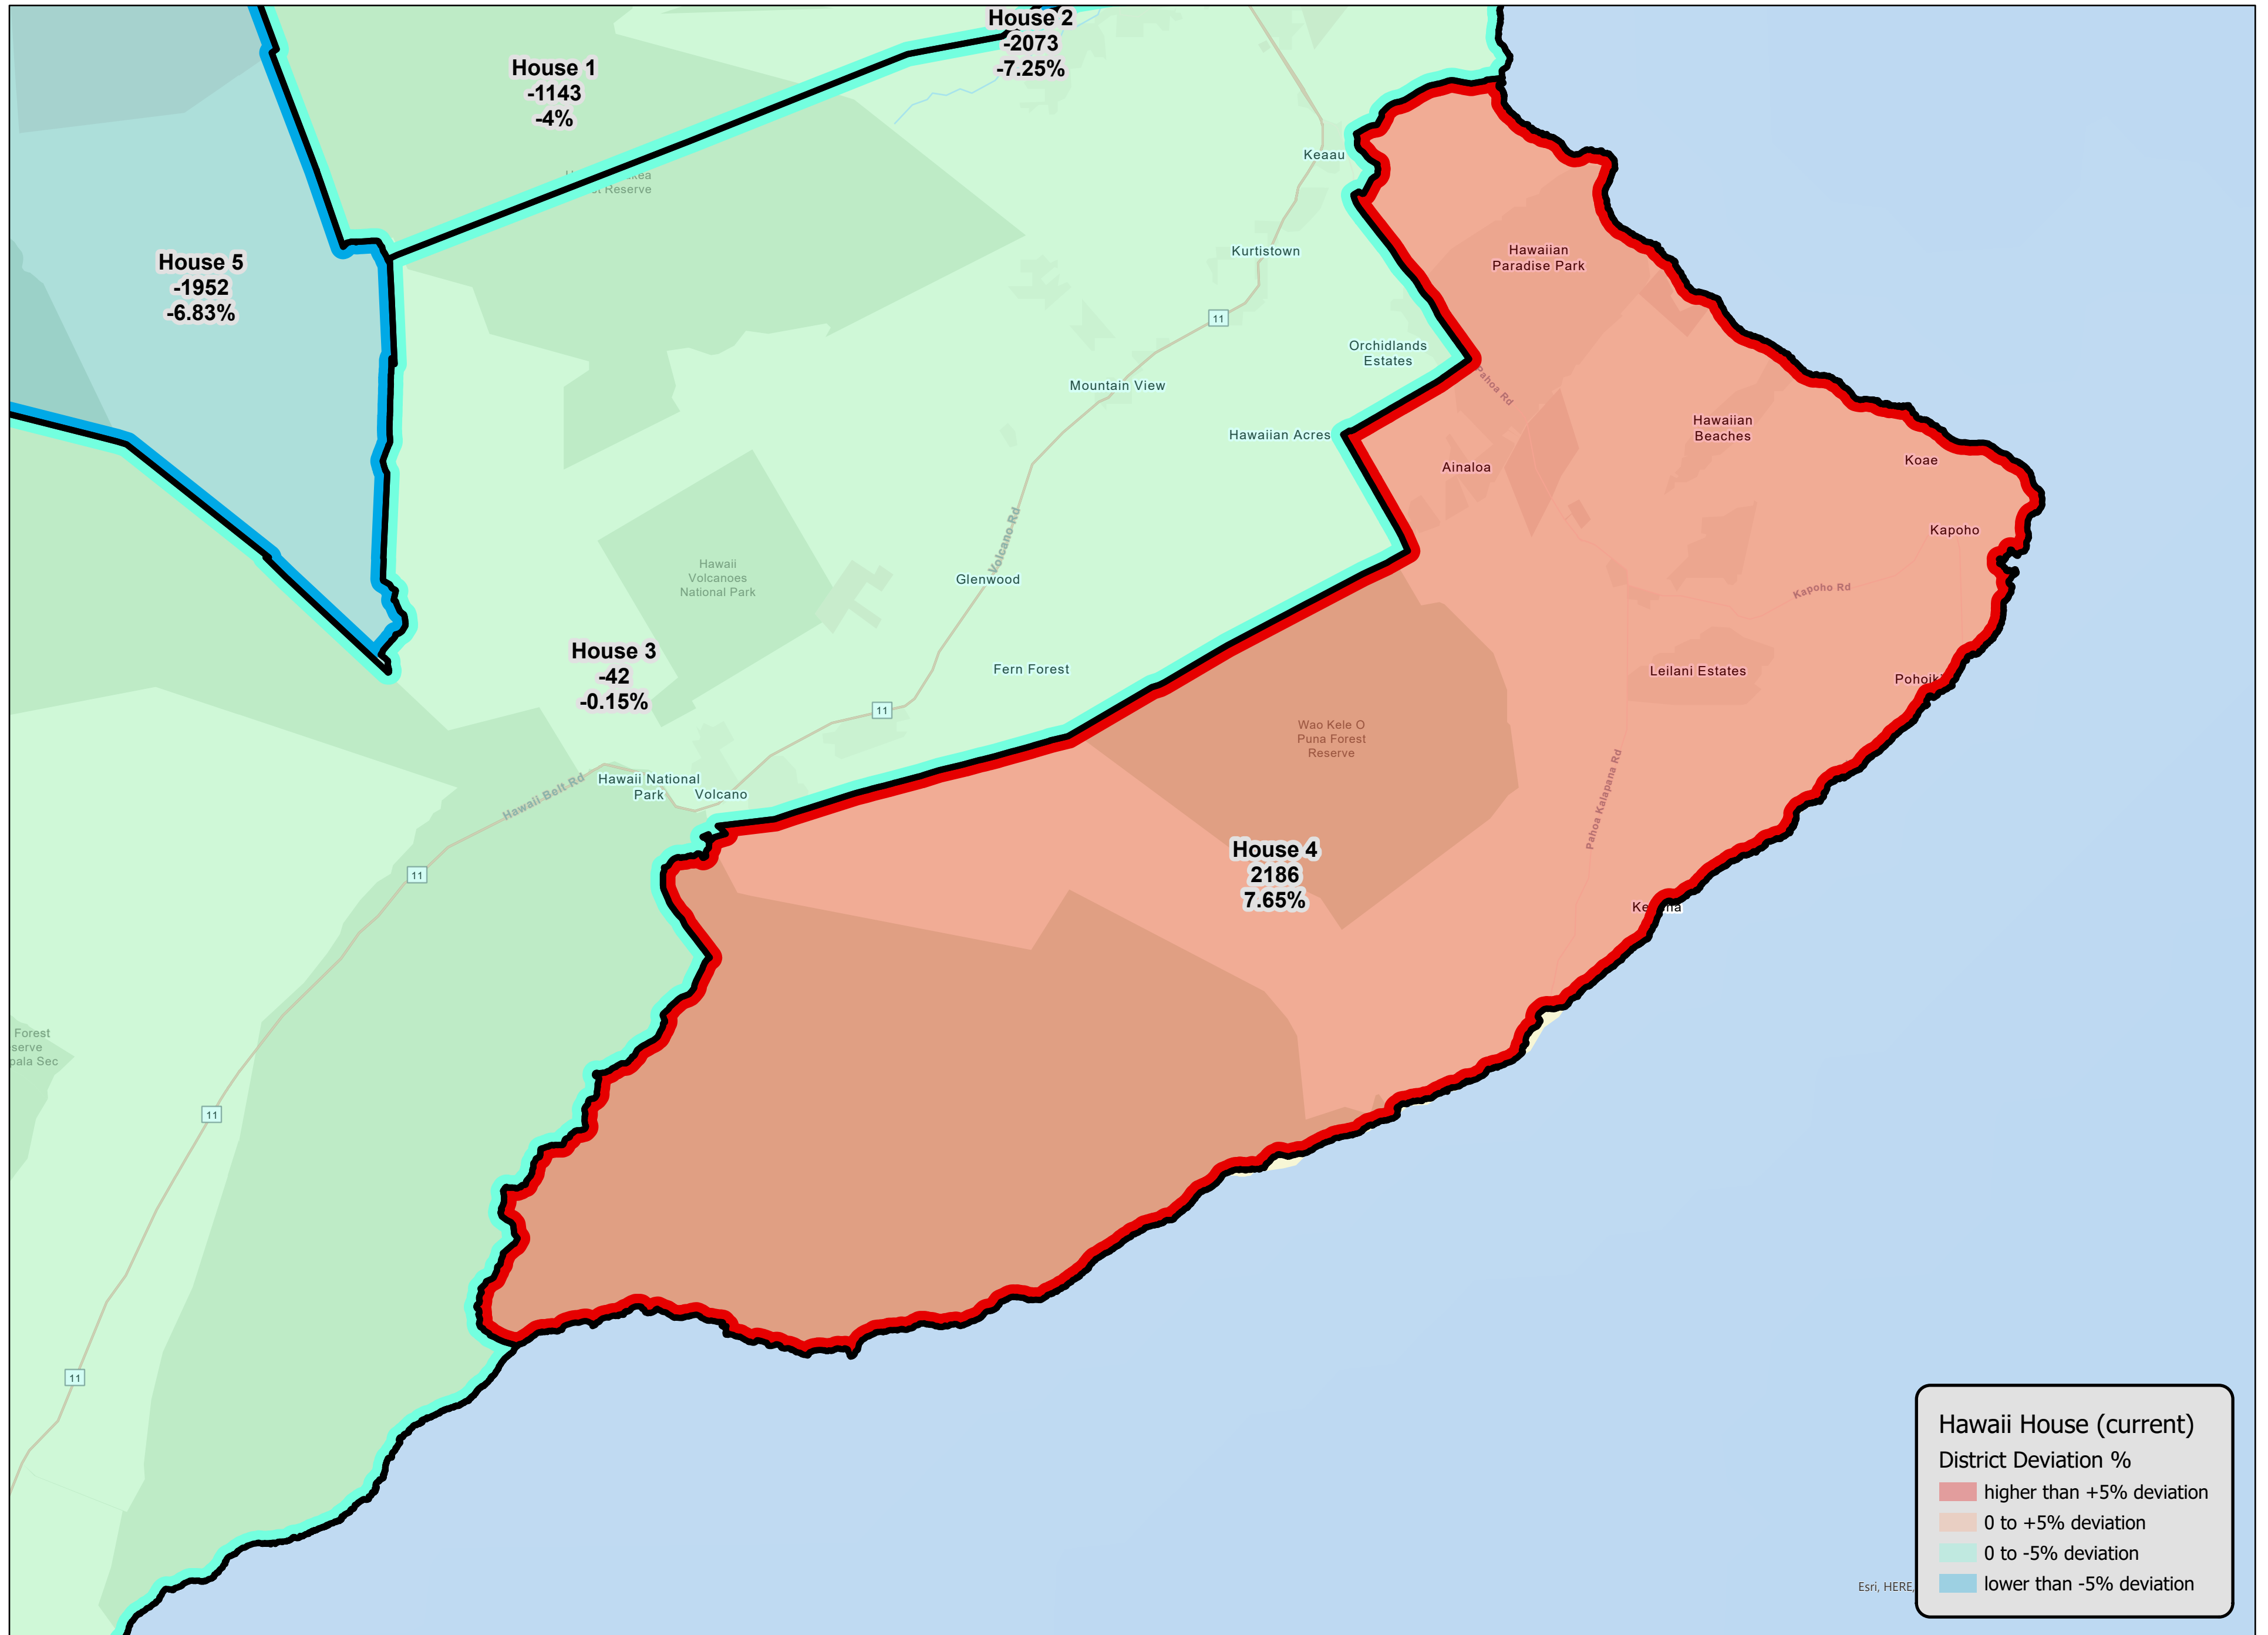 House 2
-2073
-7.25%
House 1
-1143
-4%
Keaau
Reserve
Kurtistown
Hawaiian
Paradise Park
House 5
-1952
-6.83%
11
Orchidlands
Estates
Pahoa Rd
Mountain View
Hawaiian Acres
Hawaiian
Beaches
Ainaloa
Koae
Volcano Rd
Kapoho
Hawaii
Volcanoes
National Park
Glenwood
Kapoho Rd
House 3
-42
-0.15%
Fern Forest
Leilani Estates
11
Wao Kele O
Puna Forest
Reserve
Hawaii National
Park
Volcano
Hawaii Belt Rd
Pahoa Kalapana Rd
House 4
2186
7.65%
11
Forest
11
11
Hawaii House (current)
District Deviation %
higher than +5% deviation
0 to +5% deviation
0 to -5% deviation
lower than -5% deviation
Esri, HERE,